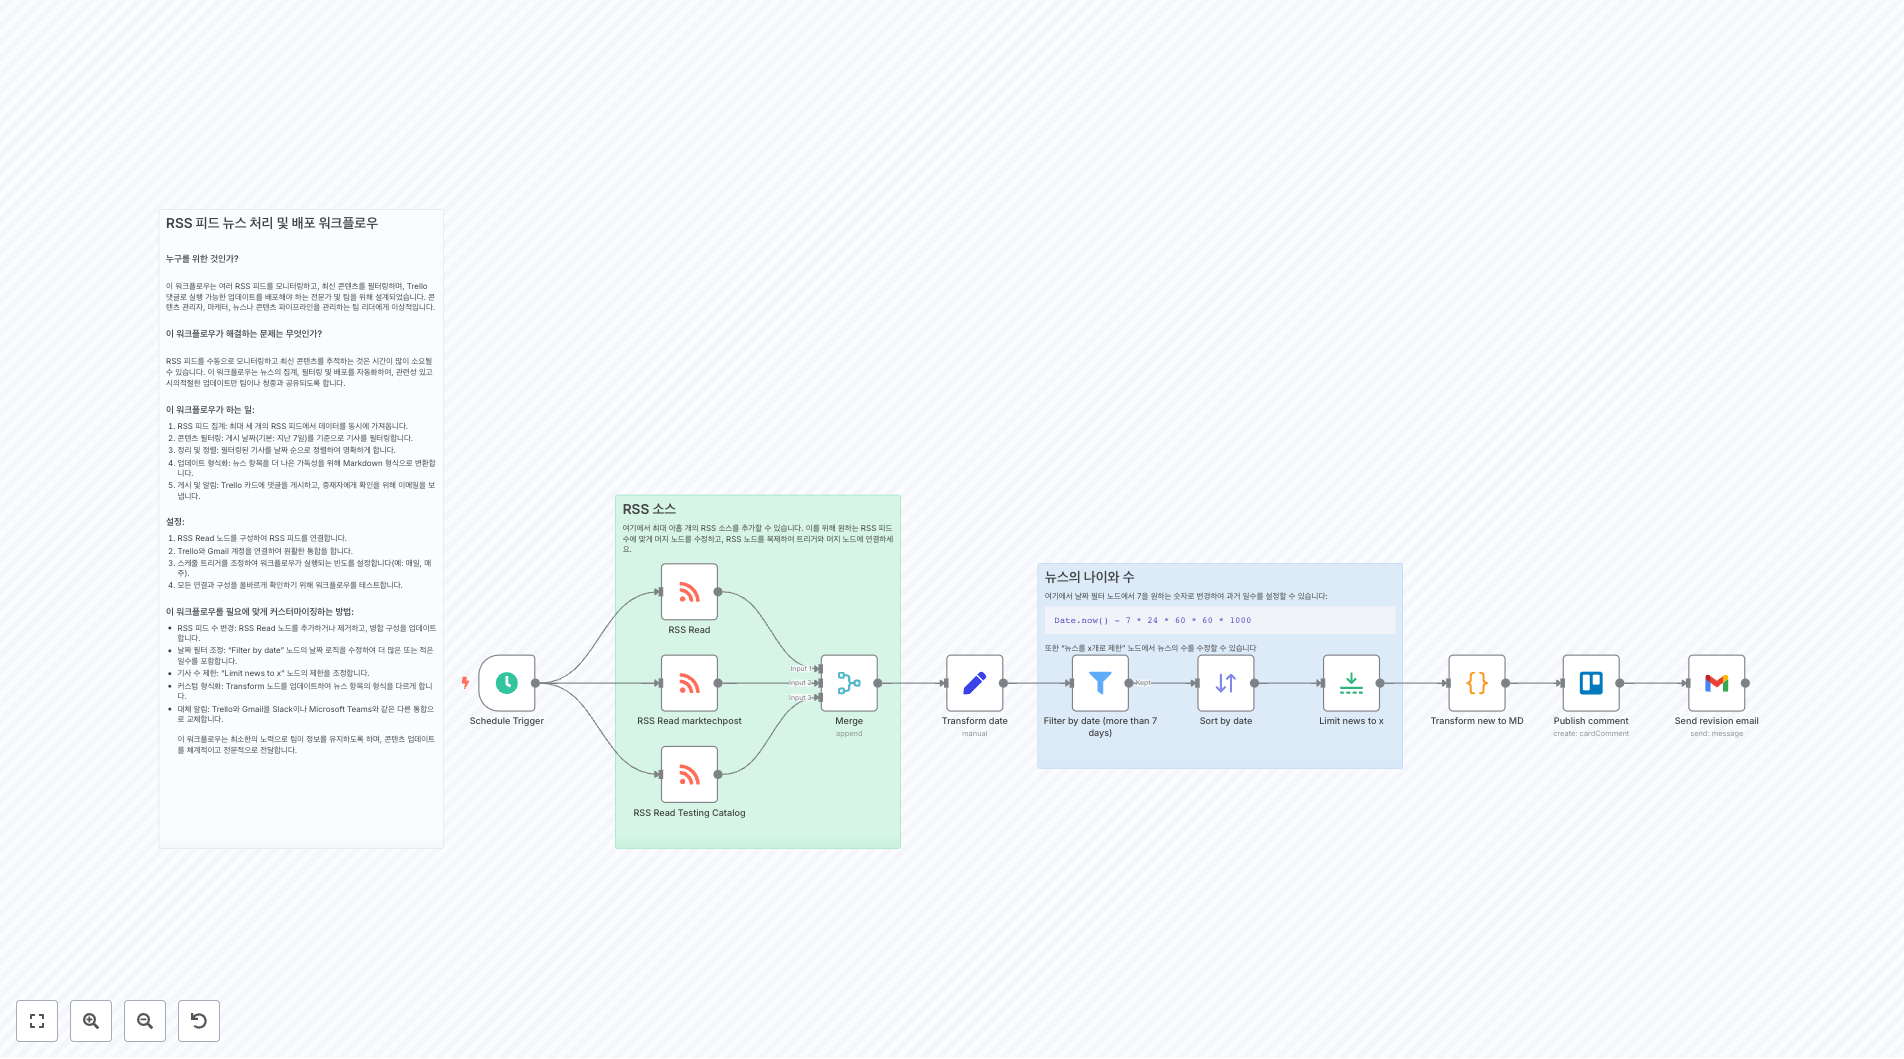 RSS 피드 뉴스 처리 및 배포 워크플로우
누구를 위한 것인가?
이 워크플로우는 여러 RSS 피드를 모니터링하고, 최신 콘텐츠를 필터링하며, Trello
댓글로 실행 가능한 업데이트를 배포해야 하는 전문가 및 팀을 위해 설계되었습니다. 콘
텐츠 관리자, 마케터, 뉴스나 콘텐츠 파이프라인을 관리하는 팀 리더에게 이상적입니다.
이 워크플로우가 해결하는 문제는 무엇인가?
RSS 피드를 수동으로 모니터링하고 최신 콘텐츠를 추적하는 것은 시간이 많이 소요될
수 있습니다. 이 워크플로우는 뉴스의 집계, 필터링 및 배포를 자동화하여, 관련성 있고
시의적절한 업데이트만 팀이나 청중과 공유되도록 합니다.
이 워크플로우가 하는 일:
1. RSS 피드 집계: 최대 세 개의 RSS 피드에서 데이터를 동시에 가져옵니다.
2. 콘텐츠 필터링: 게시 날짜(기본: 지난 7일)를 기준으로 기사를 필터링합니다.
3. 정리 및 정렬: 필터링된 기사를 날짜 순으로 정렬하여 명확하게 합니다.
4. 업데이트 형식화: 뉴스 항목을 더 나은 가독성을 위해 Markdown 형식으로 변환합
니다.
5. 게시 및 알림: Trello 카드에 댓글을 게시하고, 중재자에게 확인을 위해 이메일을 보
냅니다.
설정:
1. RSS Read 노드를 구성하여 RSS 피드를 연결합니다.
2. Trello와 Gmail 계정을 연결하여 원활한 통합을 합니다.
3. 스케줄 트리거를 조정하여 워크플로우가 실행되는 빈도를 설정합니다(예: 매일, 매
주).
4. 모든 연결과 구성을 올바르게 확인하기 위해 워크플로우를 테스트합니다.
이 워크플로우를 필요에 맞게 커스터마이징하는 방법:
• RSS 피드 수 변경: RSS Read 노드를 추가하거나 제거하고, 병합 구성을 업데이트
합니다.
• 날짜 필터 조정: “Filter by date” 노드의 날짜 로직을 수정하여 더 많은 또는 적은
일수를 포함합니다.
• 기사 수 제한: “Limit news to x” 노드의 제한을 조정합니다.
• 커스텀 형식화: Transform 노드를 업데이트하여 뉴스 항목의 형식을 다르게 합니
다.
• 대체 알림: Trello와 Gmail을 Slack이나 Microsoft Teams와 같은 다른 통합으
로 교체합니다.
이 워크플로우는 최소한의 노력으로 팀이 정보를 유지하도록 하며, 콘텐츠 업데이트
를 체계적이고 전문적으로 전달합니다.
Schedule Trigger
RSS 소스
여기에서 최대 아홉 개의 RSS 소스를 추가할 수 있습니다. 이를 위해 원하는 RSS 피드
수에 맞게 머지 노드를 수정하고, RSS 노드를 복제하여 트리거와 머지 노드에 연결하세
요.
RSS Read
RSS Read marktechpost
RSS Read Testing Catalog
Input 1
Input 2
Input 3
Merge
append
Transform date
manual
뉴스의 나이와 수
여기에서 날짜 필터 노드에서 7을 원하는 숫자로 변경하여 과거 일수를 설정할 수 있습니다:
Date.now() - 7 * 24 * 60 * 60 * 1000
또한 “뉴스를 x개로 제한” 노드에서 뉴스의 수를 수정할 수 있습니다
Filter by date (more than 7
days)
Kept
Sort by date
Limit news to x
Transform new to MD
Publish comment
create: cardComment
Send revision email
send: message